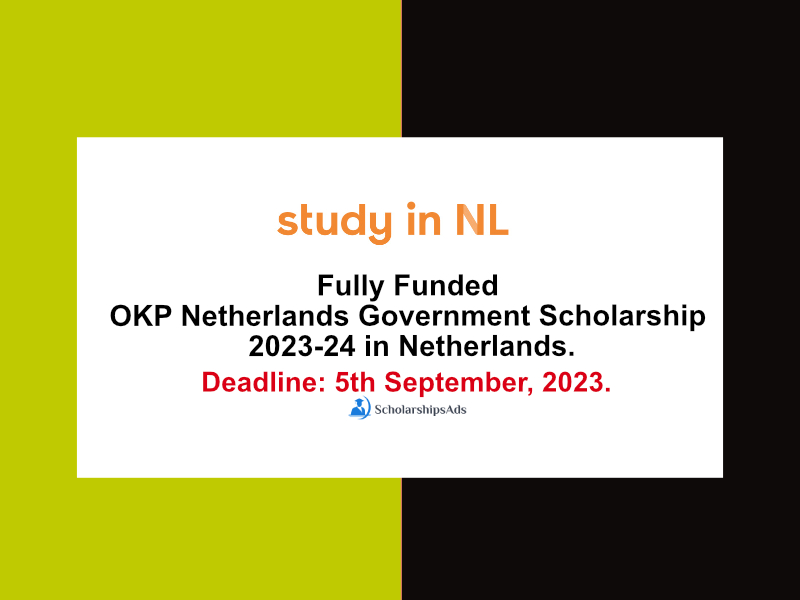 study in NL
Fully Funded
OKP Netherlands Government Scholarship
2023-24 in Netherlands.
Deadline: 5th September, 2023.
ScholarshipsAds